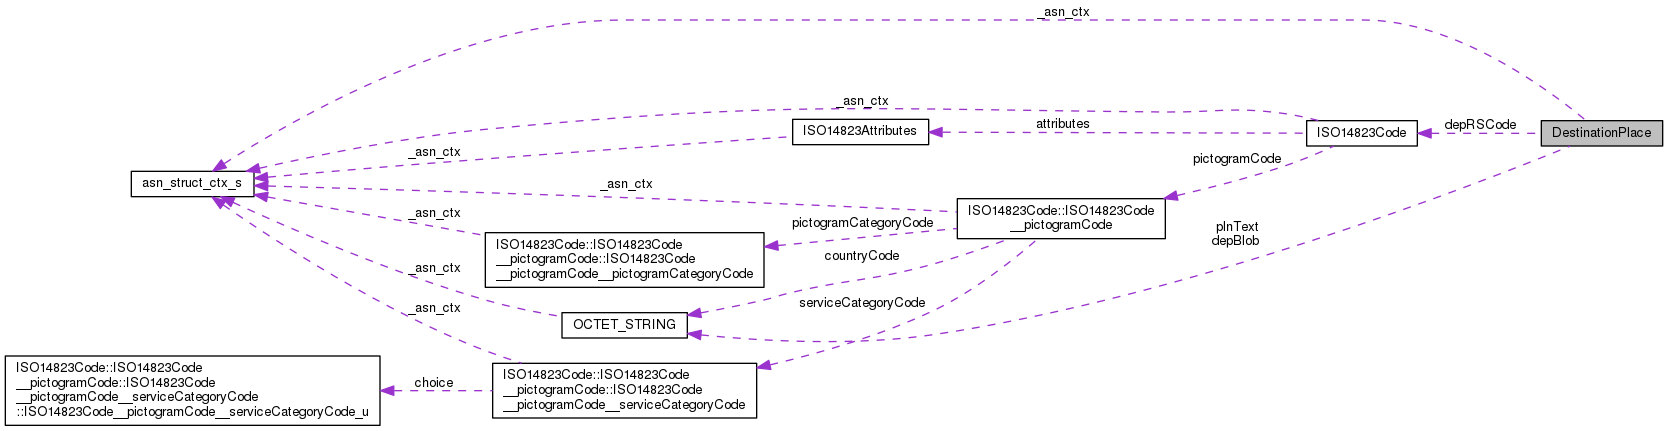 _asn_ctx
_asn_ctx
attributes
ISO14823Attributes
ISO14823Code
depRSCode
DestinationPlace
_asn_ctx
pictogramCode
asn_struct_ctx_s
_asn_ctx
ISO14823Code::ISO14823Code
__pictogramCode
_asn_ctx
pictogramCategoryCode
plnText
depBlob
ISO14823Code::ISO14823Code
__pictogramCode::ISO14823Code
__pictogramCode__pictogramCategoryCode
countryCode
_asn_ctx
serviceCategoryCode
_asn_ctx
OCTET_STRING
ISO14823Code::ISO14823Code
__pictogramCode::ISO14823Code
__pictogramCode__serviceCategoryCode
::ISO14823Code__pictogramCode__serviceCategoryCode_u
choice
ISO14823Code::ISO14823Code
__pictogramCode::ISO14823Code
__pictogramCode__serviceCategoryCode